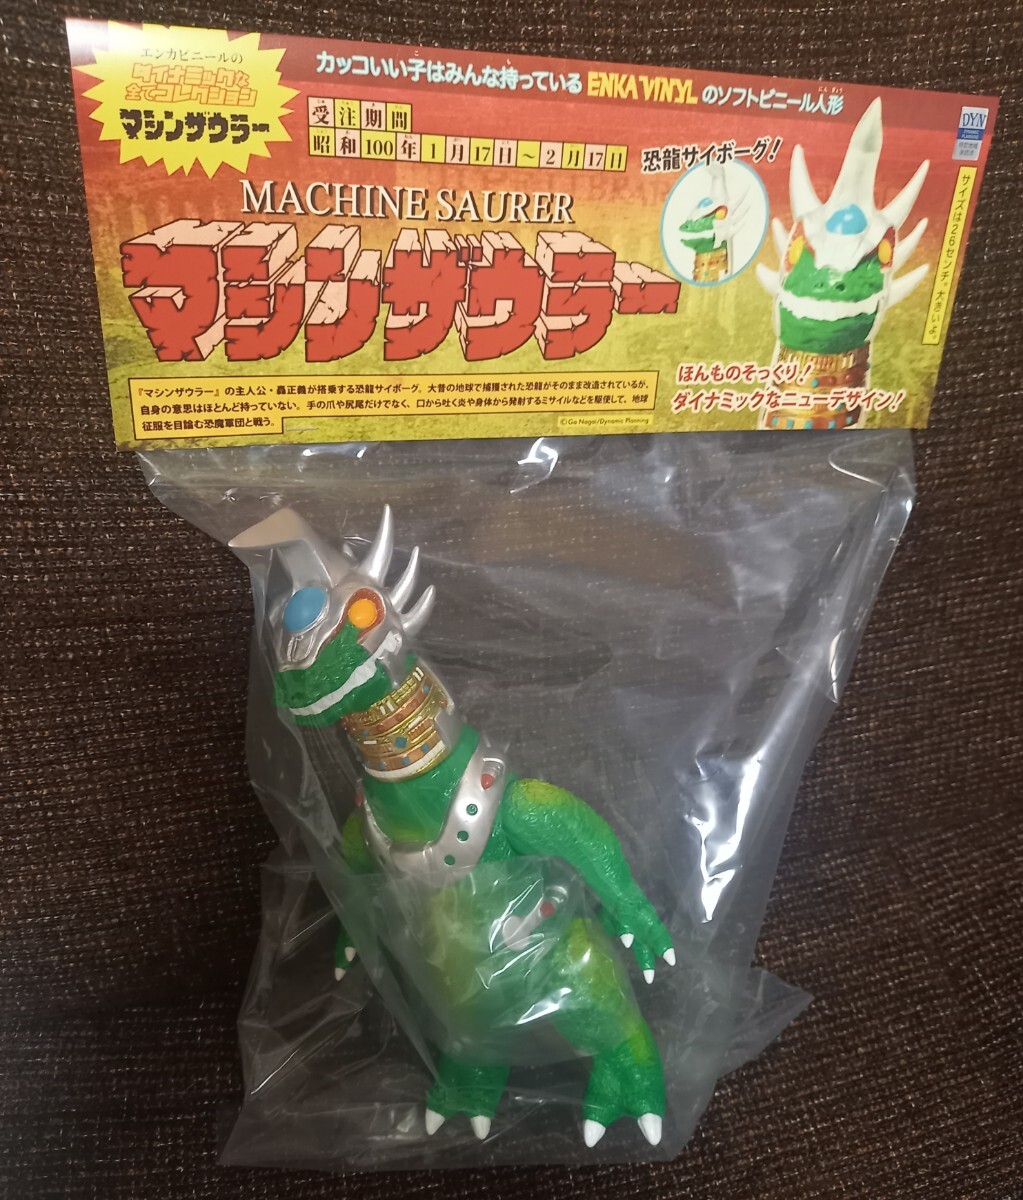 エンカビニールの
ダイナミックな
全てコレクション
マシンザウラー
カッコいい子はみんな持っている ENKA VINYL のソフトビニール人形
受注期間
昭和100年1月17日〜2月17日
恐龍サイボーグ!
DYN
DYNAMIC PLANNING
MACHINE SAURER
マシンザウラー
サイズは26センチ。大きいよ。
ほんものそっくり!
ダイナミックなニューデザイン!
『マシンザウラー』の主人公・轟正義が搭乗する恐龍サイボーグ。大昔の地球で捕獲された恐龍がそのまま改造されているが、
自身の意思はほとんど持っていない。手の爪や尻尾だけでなく、口から吐く炎や身体から発射するミサイルなどを駆使して、地球
征服を目論む恐魔軍団と戦う。
©Go Nagai/Dynamic Planning